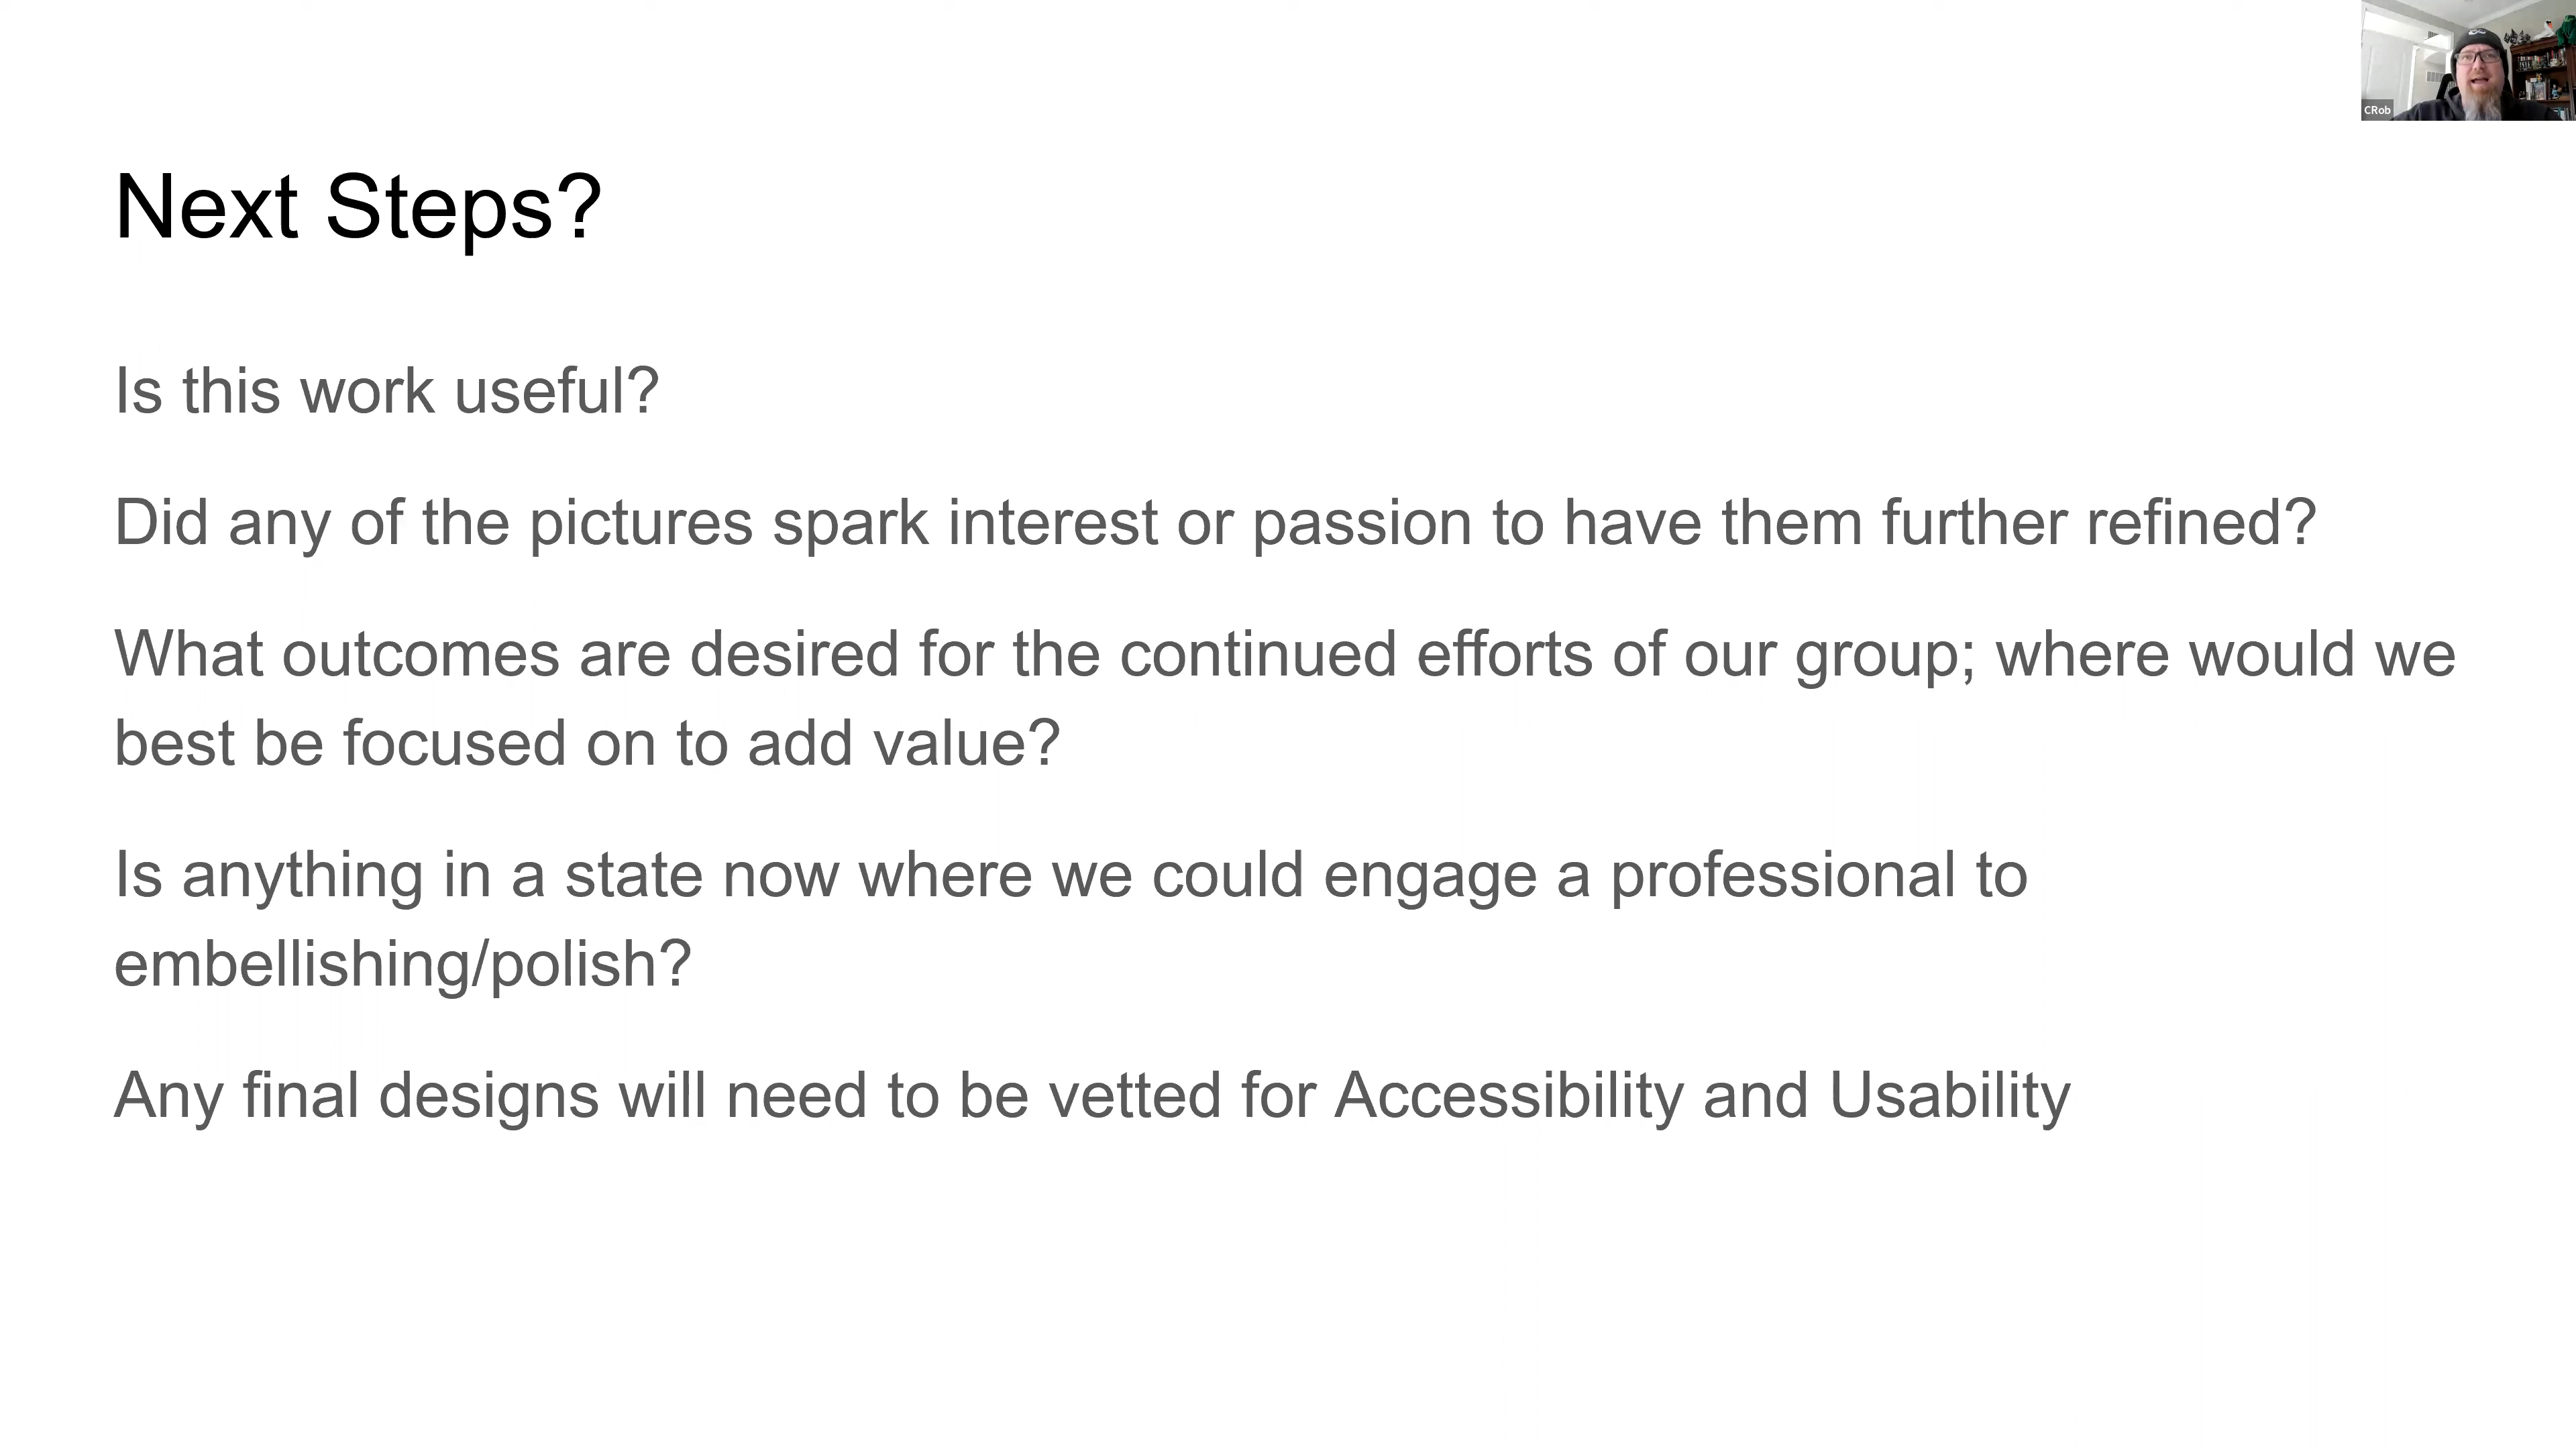 CRob
Next Steps?
Is this work useful?
Did any of the pictures spark interest or passion to have them further refined?
What outcomes are desired for the continued efforts of our group; where would we
best be focused on to add value?
Is anything in a state now where we could engage a professional to
embellishing/polish?
Any final designs will need to be vetted for Accessibility and Usability